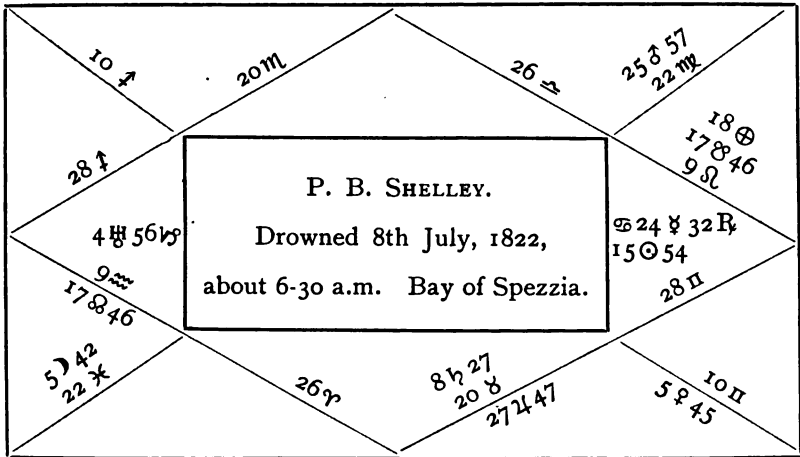 10 ♐
20 ♏
26 ♎
25 ♂ 57
22 ♍
28 ♐
18 ⊕
17 ☋ 46
9 ♌
P. B. SHELLEY.
4 ♅ 56 ♑
♋ 24 ☿ 32 ℞
15 ☉ 54
Drowned 8th July, 1822,
9 ♒
17 ☊ 46
about 6-30 a.m. Bay of Spezzia.
28 ♊
5 ☽ 42
22 ♓
26 ♈
8 ♄ 27
20 ♉
27 ♃ 47
10 ♊
5 ♀ 45